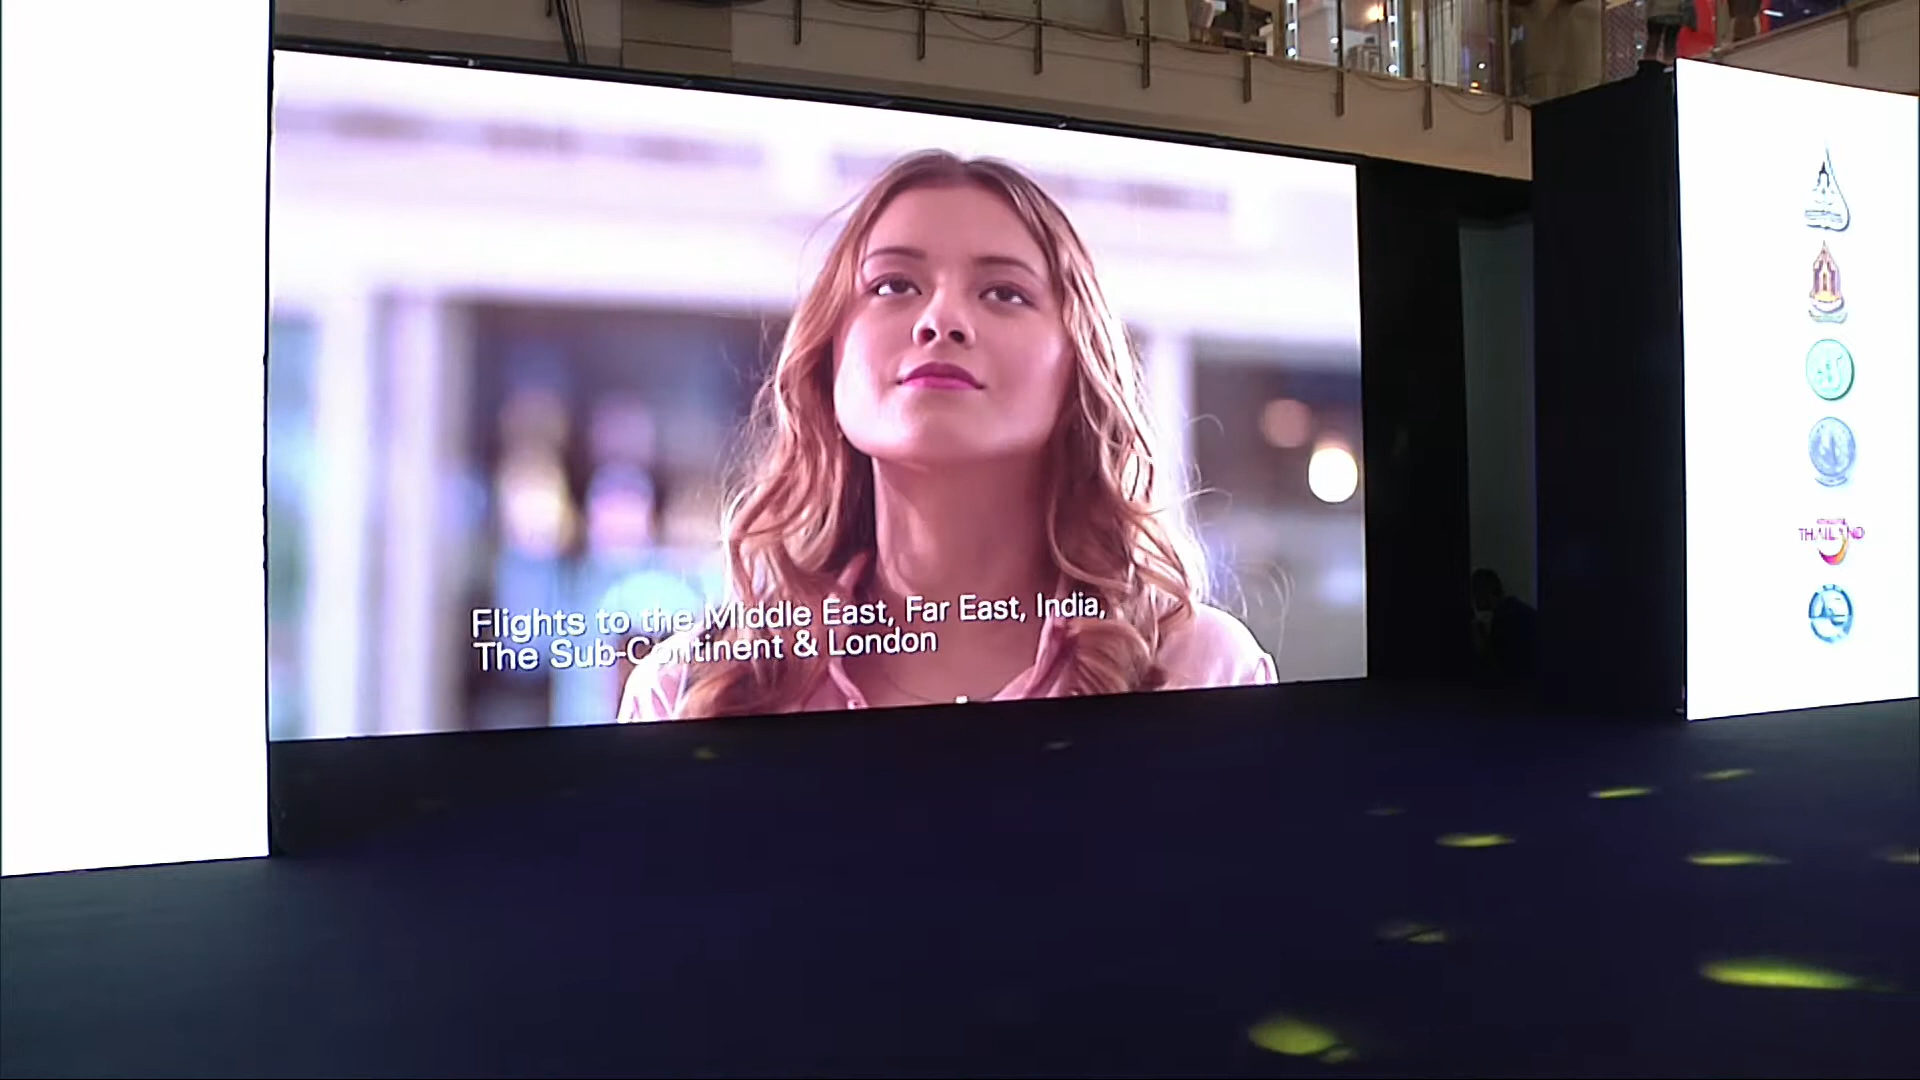 Flights to the Middle East, Far East, India,
The Sub-Continent & London
THAILAND